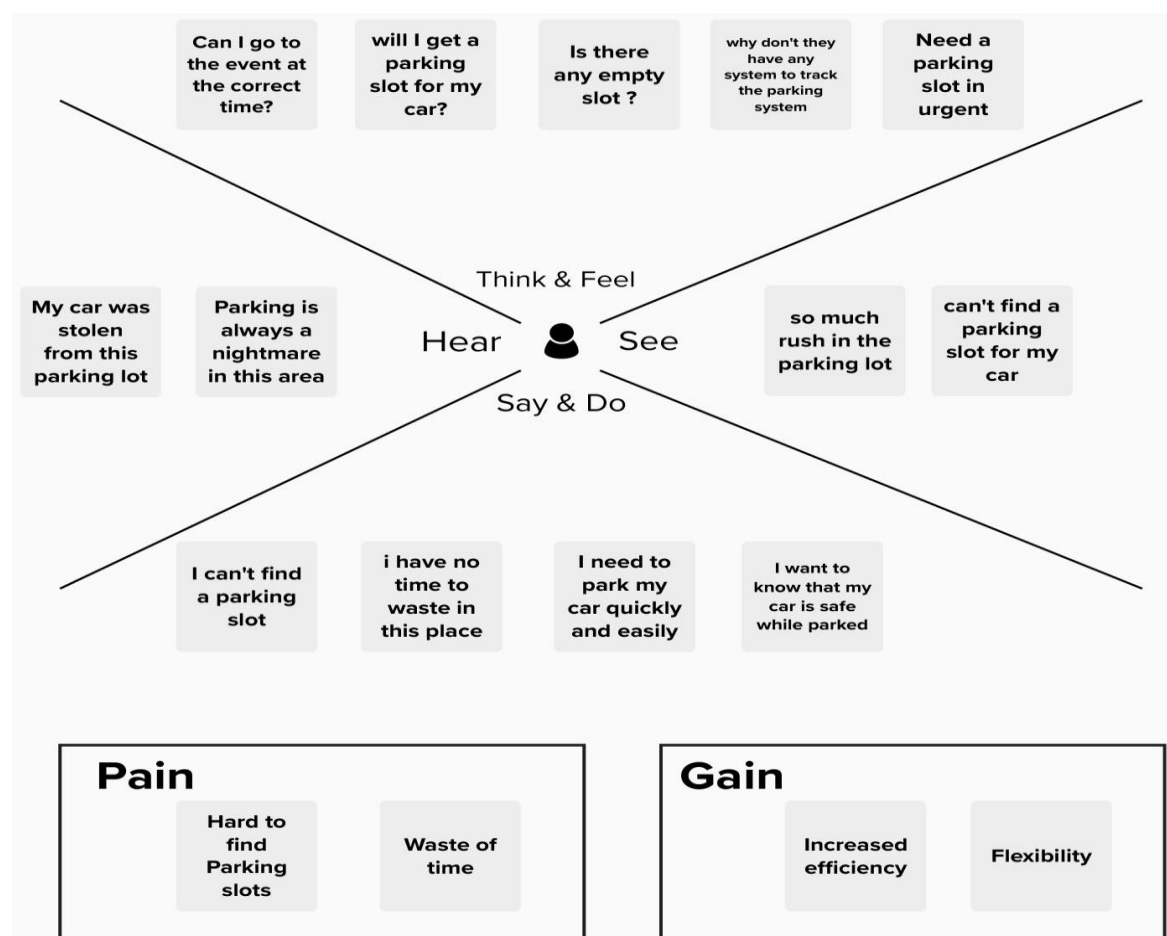 Can I go to
the event at
the correct
time?
will I get a
parking
slot for my
car?
Is there
any empty
slot ?
why don't they
have any
system to track
the parking
system
Need a
parking
slot in
urgent
Think & Feel
My car was
stolen
from this
parking lot
Parking is
always a
nightmare
in this area
Hear
See
so much
rush in the
parking lot
can't find a
parking
slot for my
car
Say & Do
I can't find
a parking
slot
i have no
time to
waste in
this place
I need to
park my
car quickly
and easily
I want to
know that my
car is safe
while parked
Pain
Hard to
find
Parking
slots
Waste of
time
Gain
Increased
efficiency
Flexibility